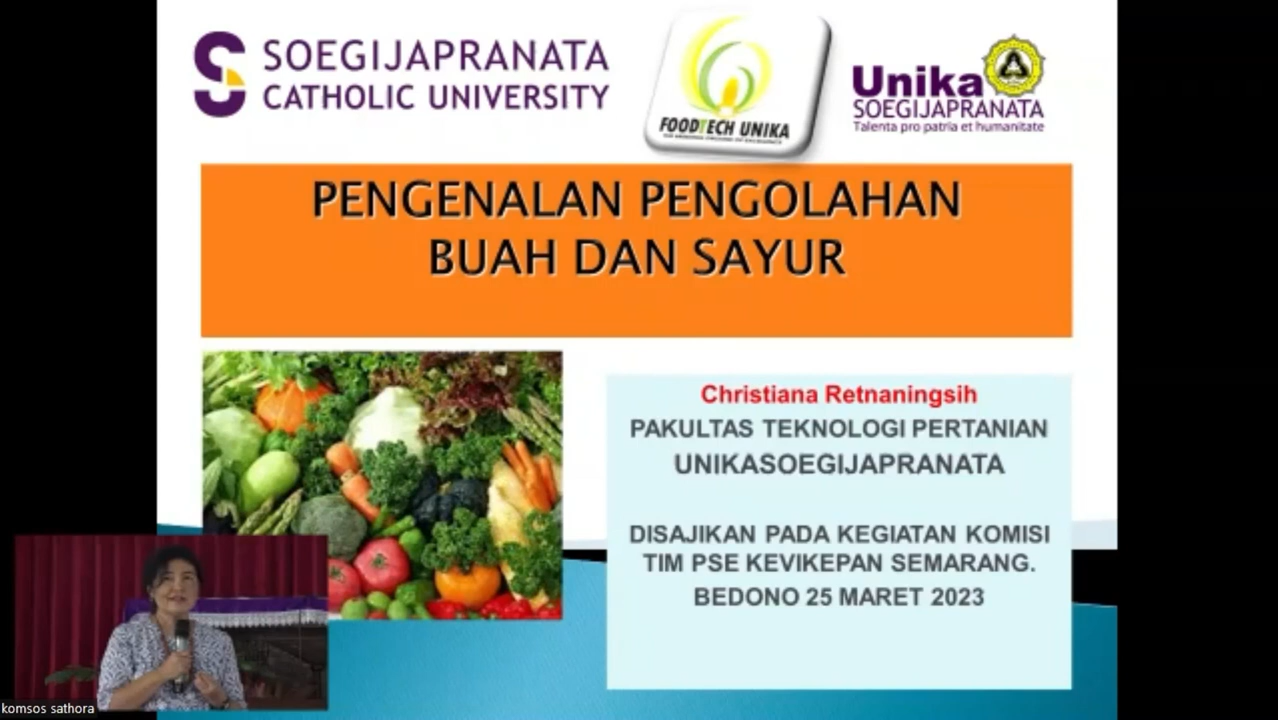 SOEGIJAPRANATA
CATHOLIC UNIVERSITY
FOODTECH UNIKA
Unika
SOEGIJAPRANATA
Talenta pro patria et humanitate
PENGENALAN PENGOLAHAN
BUAH DAN SAYUR
Christiana Retnaningsih
PAKULTAS TEKNOLOGI PERTANIAN
UNIKASOEGIJAPRANATA
DISAJIKAN PADA KEGIATAN KOMISI
TIM PSE KEVIKEPAN SEMARANG.
BEDONO 25 MARET 2023
komsos sathora